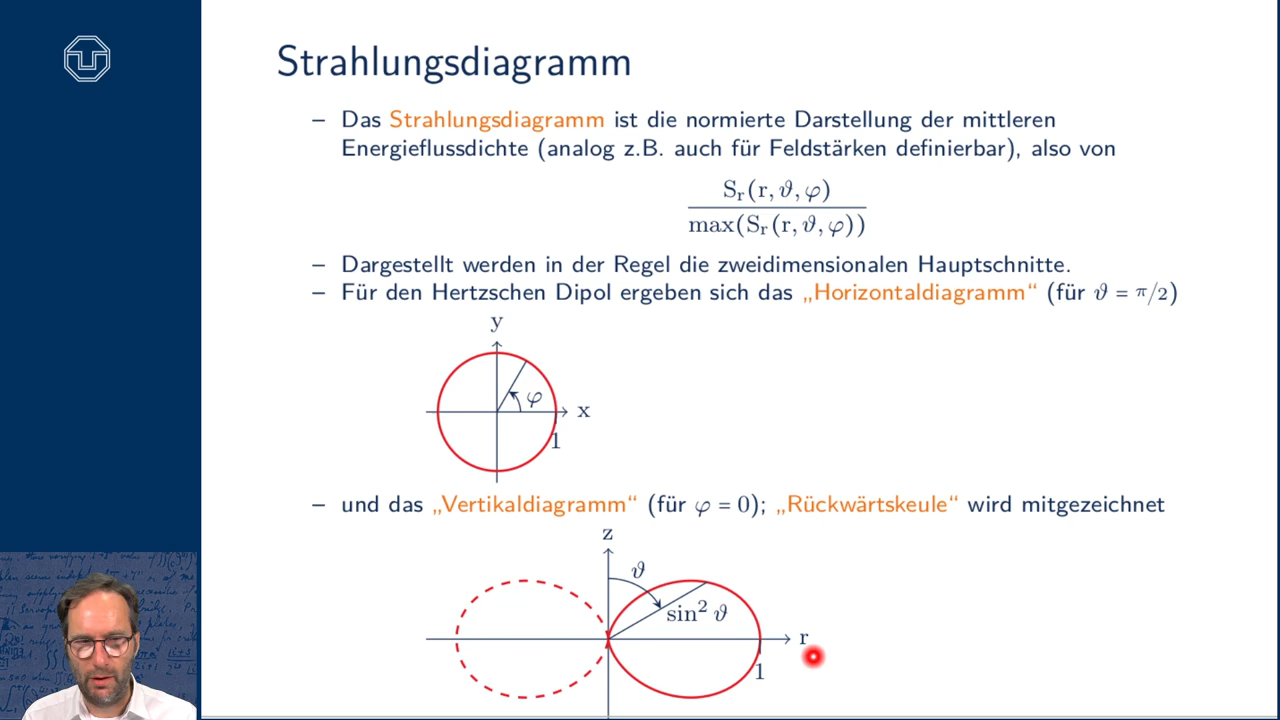 Strahlungsdiagramm
– Das Strahlungsdiagramm ist die normierte Darstellung der mittleren
Energieflussdichte (analog z.B. auch für Feldstärken definierbar), also von
S_r(r, ϑ, φ)
max(S_r(r, ϑ, φ))
– Dargestellt werden in der Regel die zweidimensionalen Hauptschnitte.
– Für den Hertzschen Dipol ergeben sich das „Horizontaldiagramm“ (für ϑ = π/2)
y
φ
x
1
– und das „Vertikaldiagramm“ (für φ = 0); „Rückwärtskeule“ wird mitgezeichnet
z
ϑ
sin² ϑ
r
1